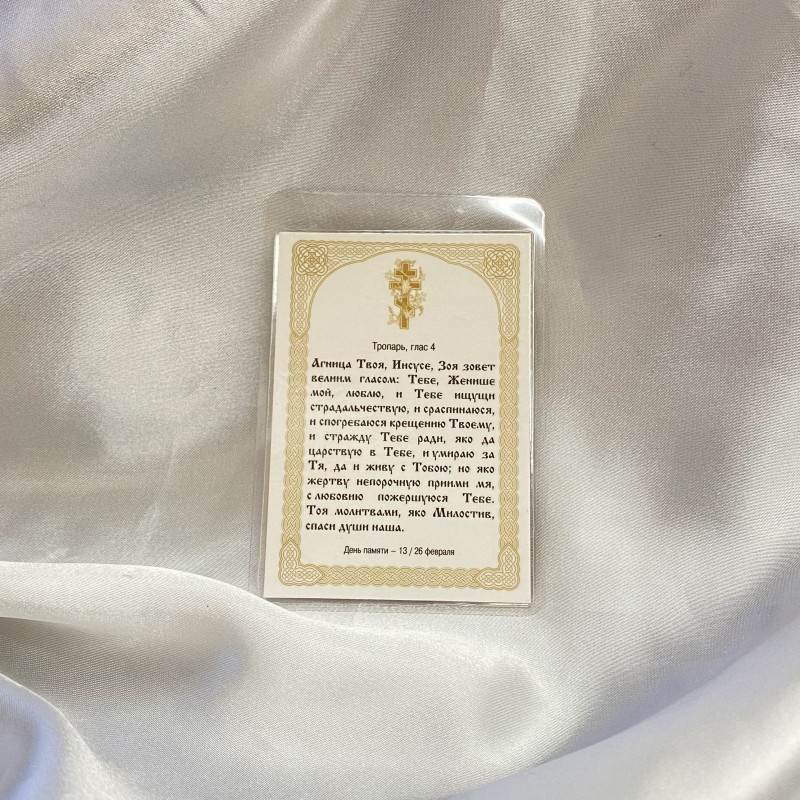 Тропарь, глас 4
Агница Твоя, Иисусе, Зоя зовет
велиим гласом: Тебе, Женише
мой, люблю, и Тебе ищущи
страдальчествую, и сраспинаюся,
и спогребаюся крещению Твоему,
и стражду Тебе ради, яко да
царствую в Тебе, и умираю за
Тя, да и живу с Тобою; но яко
жертву непорочную приими мя,
с любовию пожершуюся Тебе.
Тоя молитвами, яко Милостив,
спаси души наша.
День памяти – 13 / 26 февраля